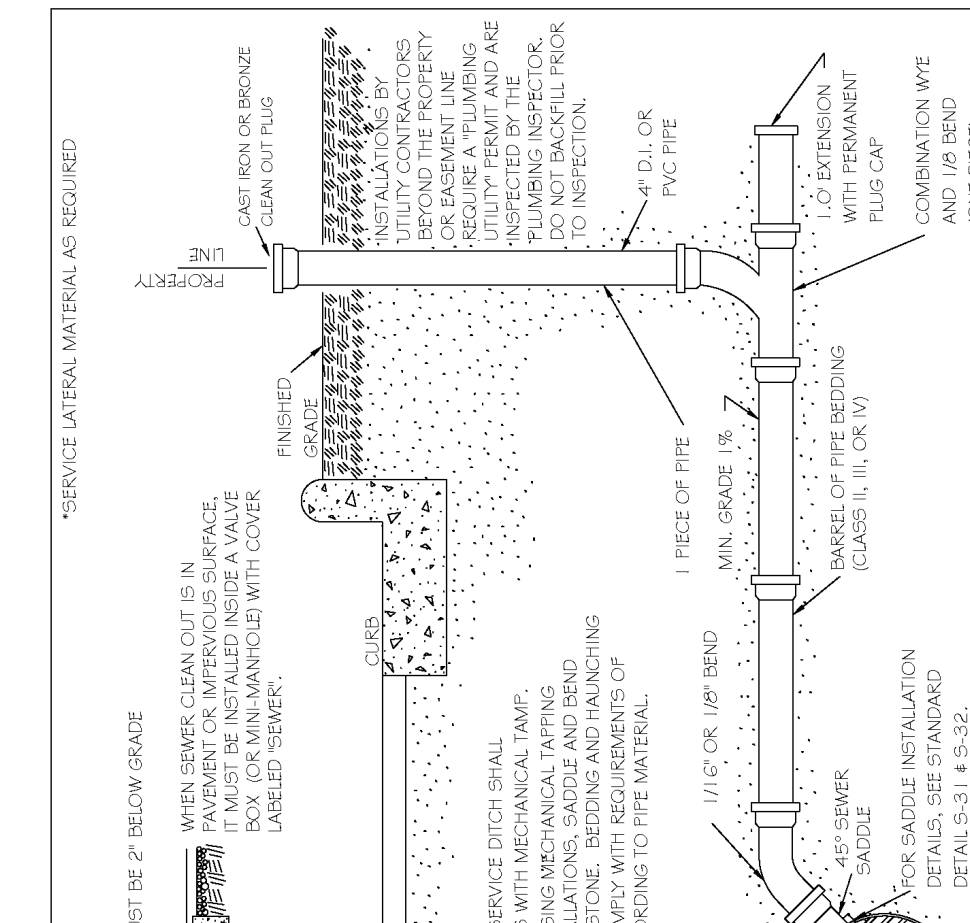 *SERVICE LATERAL MATERIAL AS REQUIRED
UST BE 2" BELOW GRADE
WHEN SEWER CLEAN OUT IS IN
PAVEMENT OR IMPERVIOUS SURFACE,
IT MUST BE INSTALLED INSIDE A VALVE
BOX (OR MINI-MANHOLE) WITH COVER
LABELED "SEWER".
PROPERTY
LINE
CAST IRON OR BRONZE
CLEAN OUT PLUG
FINISHED
GRADE
CURB
INSTALLATIONS BY
UTILITY CONTRACTORS
BEYOND THE PROPERTY
OR EASEMENT LINE
REQUIRE A "PLUMBING
UTILITY" PERMIT AND ARE
INSPECTED BY THE
PLUMBING INSPECTOR.
DO NOT BACKFILL PRIOR
TO INSPECTION.
SERVICE DITCH SHALL
S WITH MECHANICAL TAMP.
SING MECHANICAL TAPPING
LLATIONS, SADDLE AND BEND
STONE. BEDDING AND HAUNCHING
MPLY WITH REQUIREMENTS OF
ORDING TO PIPE MATERIAL.
4" D.I. OR
PVC PIPE
1 PIECE OF PIPE
MIN. GRADE 1%
1/16" OR 1/8" BEND
1.0' EXTENSION
WITH PERMANENT
PLUG CAP
BARREL OF PIPE BEDDING
(CLASS II, III, OR IV)
45° SEWER
SADDLE
COMBINATION WYE
AND 1/8 BEND
FOR SADDLE INSTALLATION
DETAILS, SEE STANDARD
DETAIL S-31 & S-32.